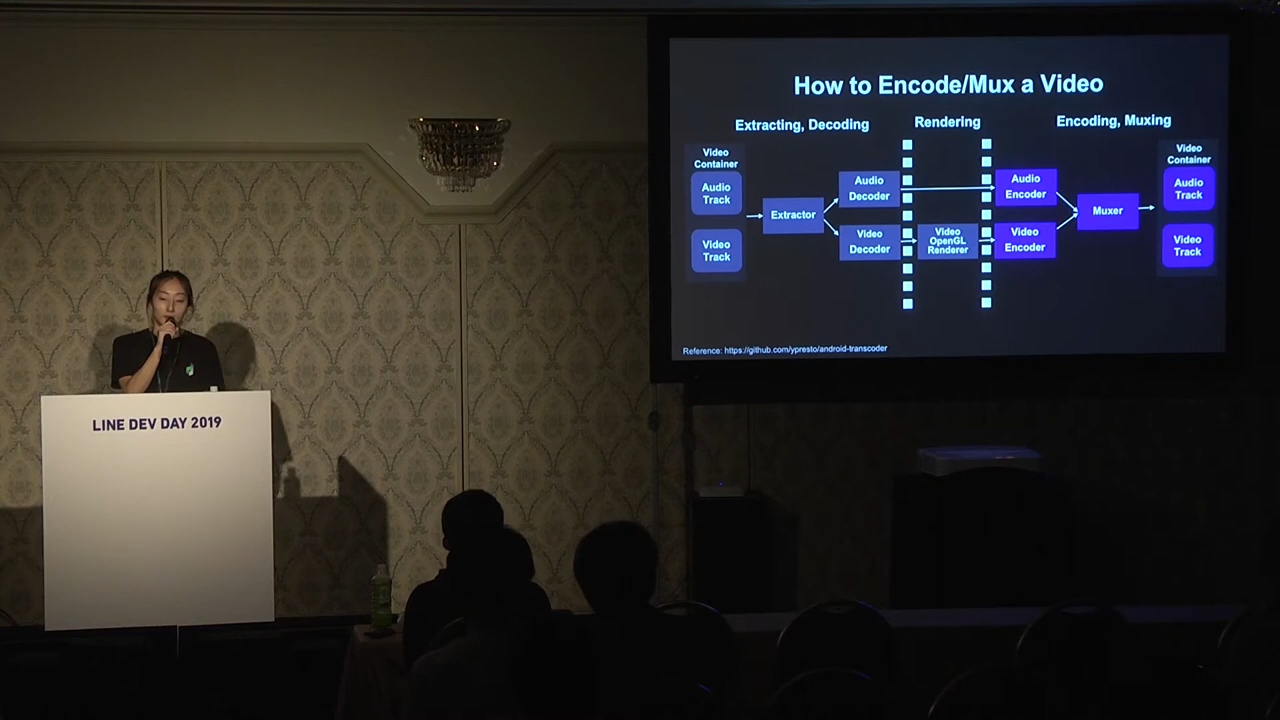 LINE DEV DAY 2019
How to Encode/Mux a Video
Extracting, Decoding
Rendering
Encoding, Muxing
Video
Container
Audio
Track
Video
Track
Extractor
Audio
Decoder
Video
Decoder
Video
OpenGL
Renderer
Audio
Encoder
Video
Encoder
Muxer
Video
Container
Audio
Track
Video
Track
Reference: https://github.com/ypresto/android-transcoder